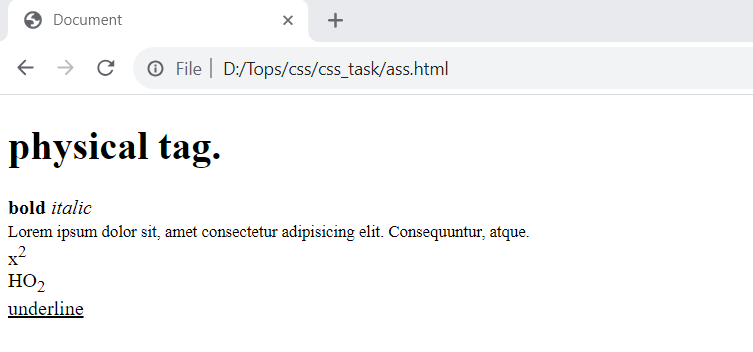 Document
File D:/Tops/css/css_task/ass.html
physical tag.
bold italic
Lorem ipsum dolor sit, amet consectetur adipisicing elit. Consequuntur, atque.
x²
HO₂
underline